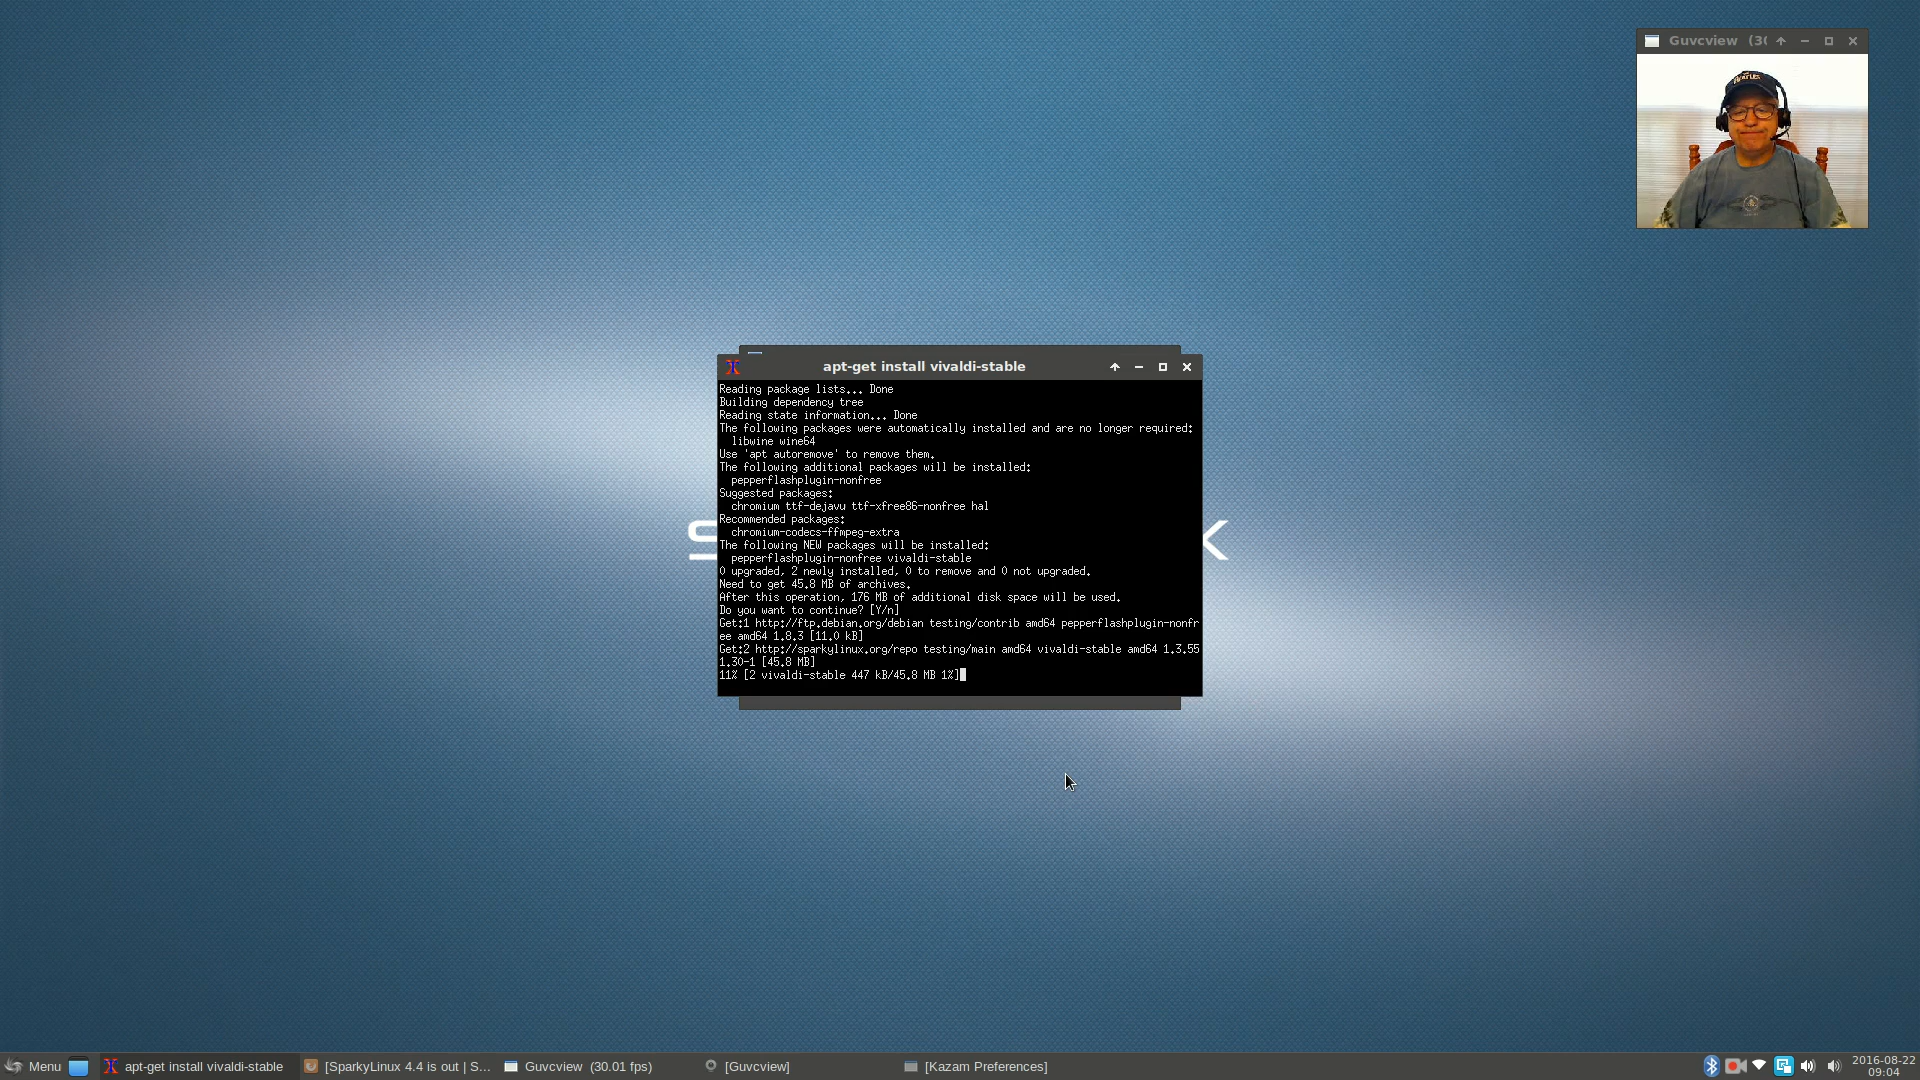 Guvcview (30
apt-get install vivaldi-stable
Reading package lists... Done
Building dependency tree
Reading state information... Done
The following packages were automatically installed and are no longer required:
libwine wine64
Use 'apt autoremove' to remove them.
The following additional packages will be installed:
pepperflashplugin-nonfree
Suggested packages:
chromium ttf-dejavu ttf-xfree86-nonfree hal
Recommended packages:
chromium-codecs-ffmpeg-extra
The following NEW packages will be installed:
pepperflashplugin-nonfree vivaldi-stable
0 upgraded, 2 newly installed, 0 to remove and 0 not upgraded.
Need to get 45.8 MB of archives.
After this operation, 176 MB of additional disk space will be used.
Do you want to continue? [Y/n]
Get:1 http://ftp.debian.org/debian testing/contrib amd64 pepperflashplugin-nonfr
ee amd64 1.8.3 [11.0 kB]
Get:2 http://sparkylinux.org/repo testing/main amd64 vivaldi-stable amd64 1.3.55
1.30-1 [45.8 MB]
11% [2 vivaldi-stable 447 kB/45.8 MB 1%]
S K
Menu apt-get install vivaldi-stable [SparkyLinux 4.4 is out | S... Guvcview (30.01 fps) [Guvcview] [Kazam Preferences] 2016-08-22
09:04